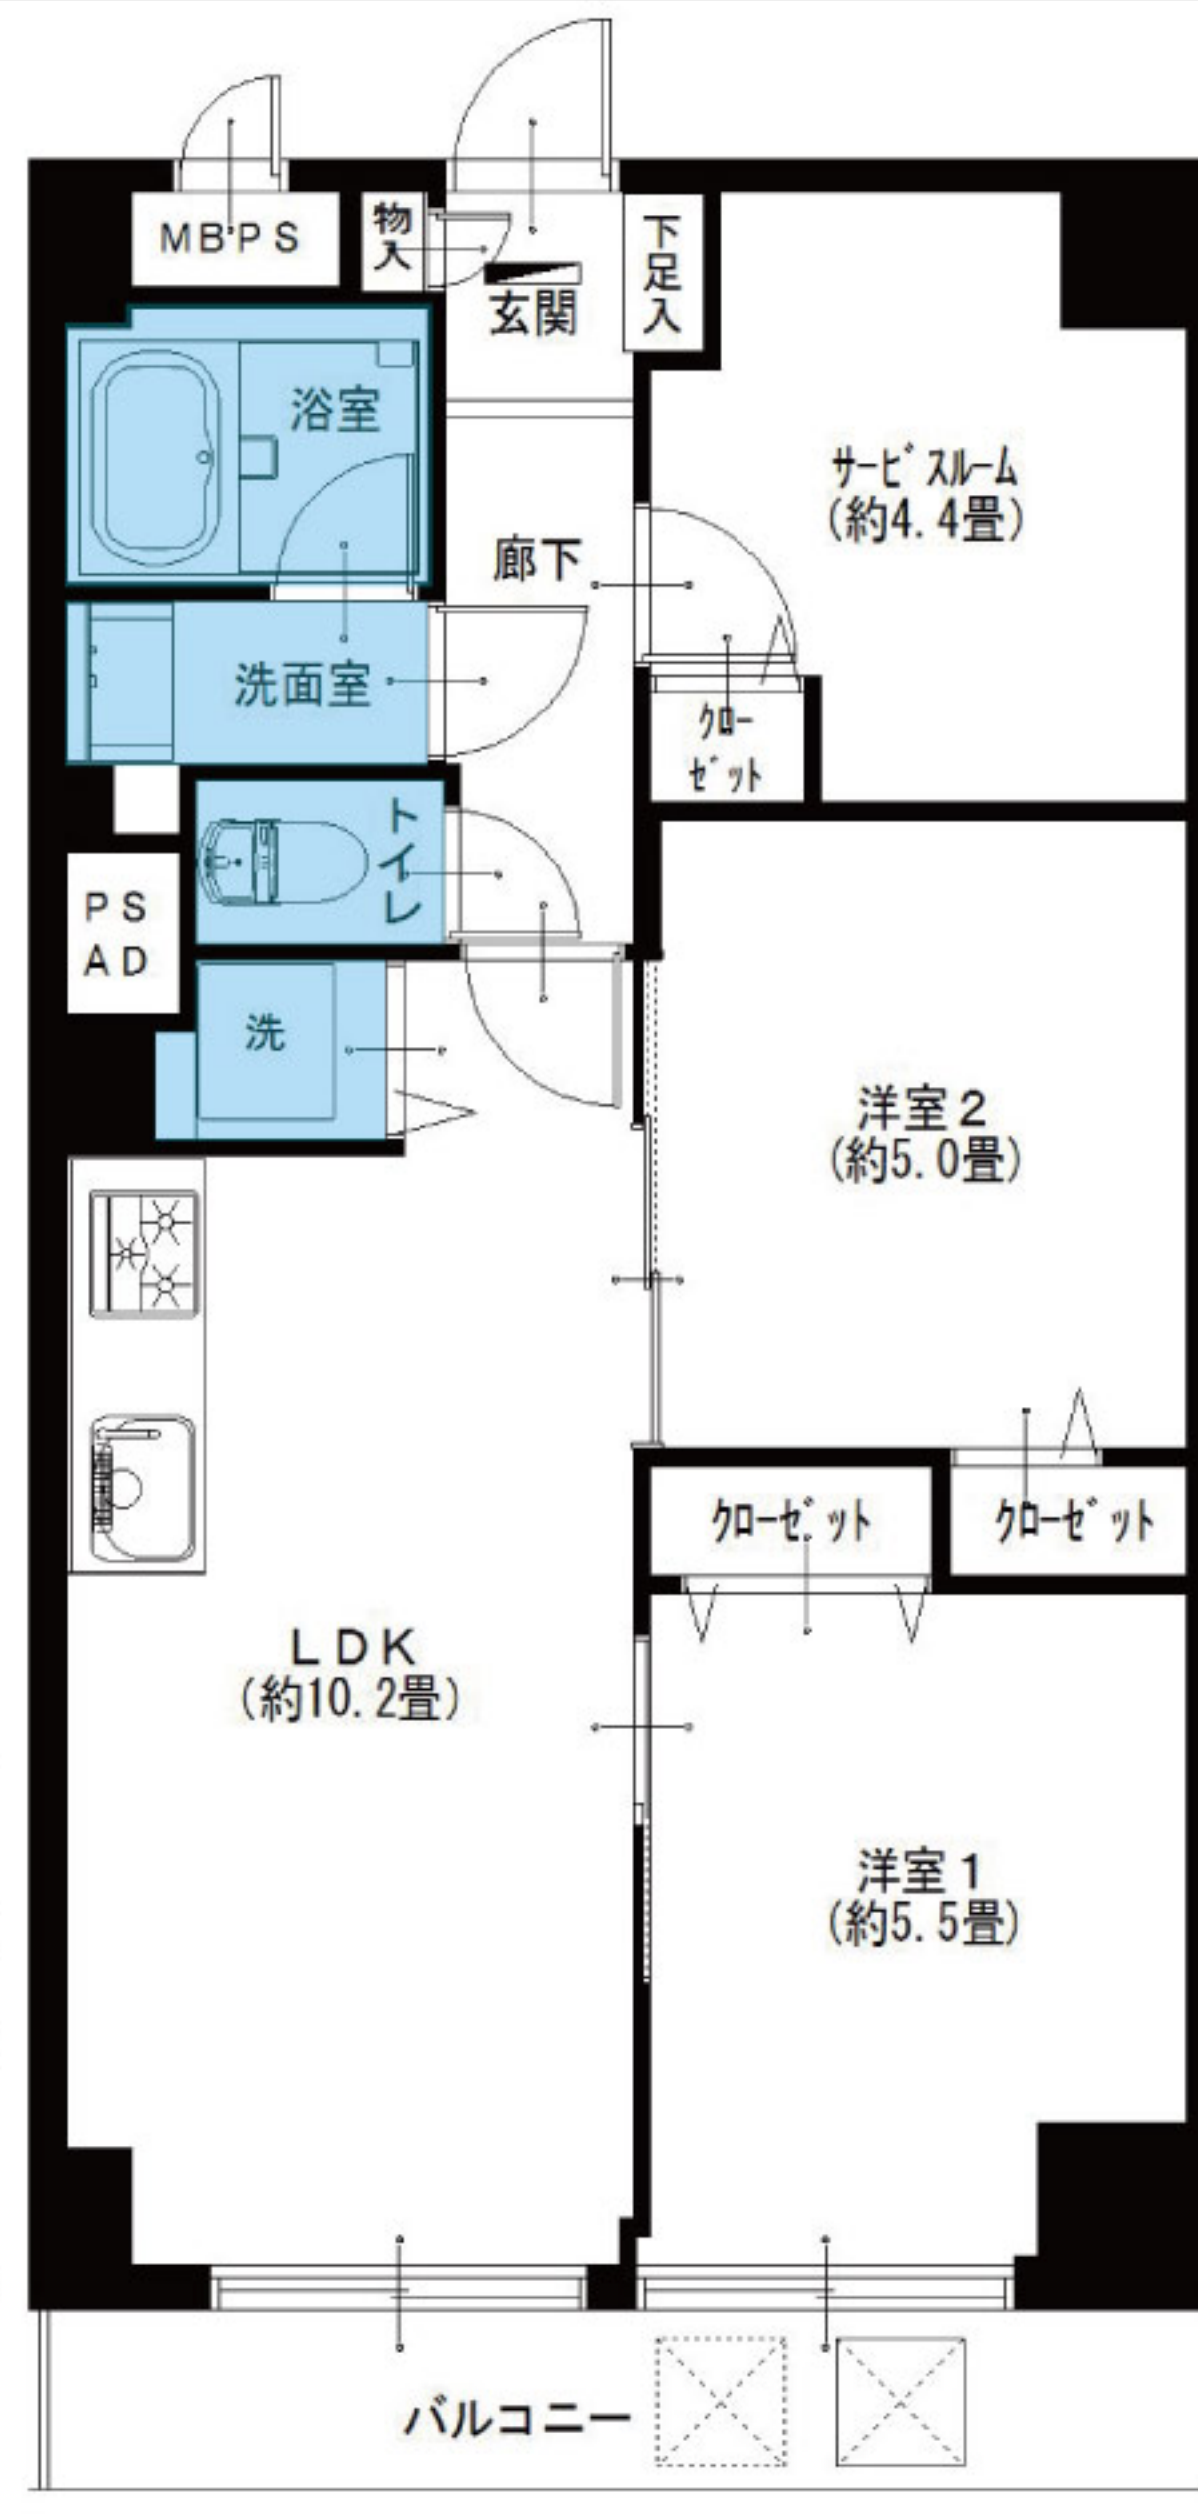 MB·PS
物入
下足入
玄関
浴室
サービスルーム
(約4.4畳)
廊下
洗面室
クロー
ゼット
トイレ
PS
AD
洗
洋室2
(約5.0畳)
クローゼット
クローゼット
LDK
(約10.2畳)
洋室1
(約5.5畳)
バルコニー